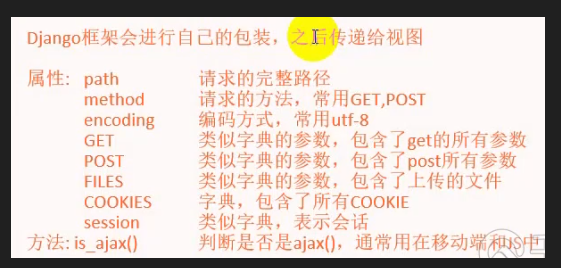 Django框架会进行自己的包装，之后传递给视图
属性: path 请求的完整路径
method 请求的方法，常用GET,POST
encoding 编码方式，常用utf-8
GET 类似字典的参数，包含了get的所有参数
POST 类似字典的参数，包含了post所有参数
FILES 类似字典的参数，包含了上传的文件
COOKIES 字典，包含了所有COOKIE
session 类似字典，表示会话
方法: is_ajax() 判断是否是ajax()，通常用在移动端和JS中